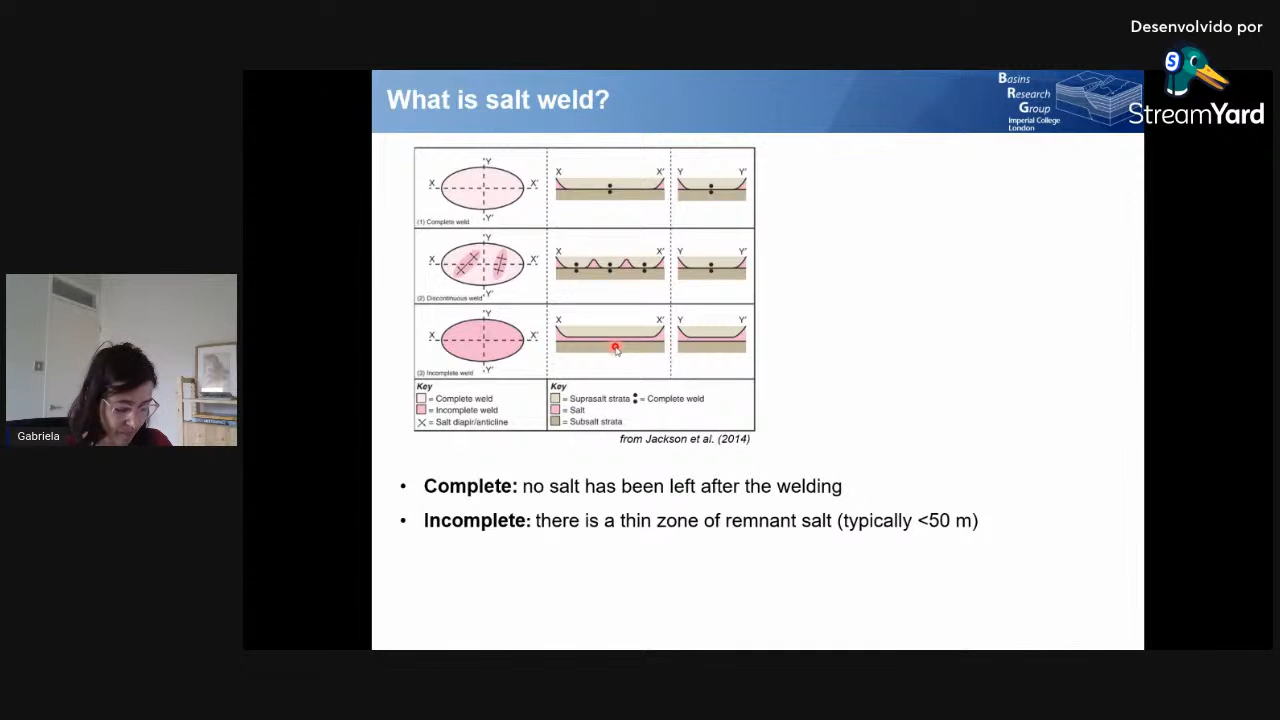 Desenvolvido por
StreamYard
What is salt weld?
Basins
Research
Group
Imperial College
London
Y
X X'
Y'
(1) Complete weld
X X' Y Y'
Y
X X'
Y'
(2) Discontinuous weld
X X' Y Y'
Y
X X'
Y'
(3) Incomplete weld
X X' Y Y'
Key
= Complete weld
= Incomplete weld
= Salt diapir/anticline
Key
= Suprasalt strata = Complete weld
= Salt
= Subsalt strata
from Jackson et al. (2014)
• Complete: no salt has been left after the welding
• Incomplete: there is a thin zone of remnant salt (typically <50 m)
Gabriela